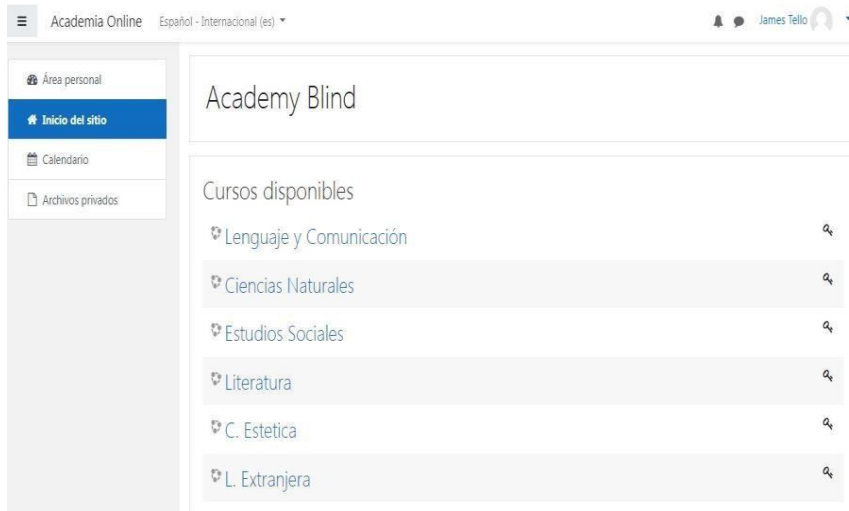 Academia Online Español - Internacional (es)
James Tello
Área personal
Inicio del sitio
Calendario
Archivos privados
Academy Blind
Cursos disponibles
Lenguaje y Comunicación
Ciencias Naturales
Estudios Sociales
Literatura
C. Estetica
L. Extranjera